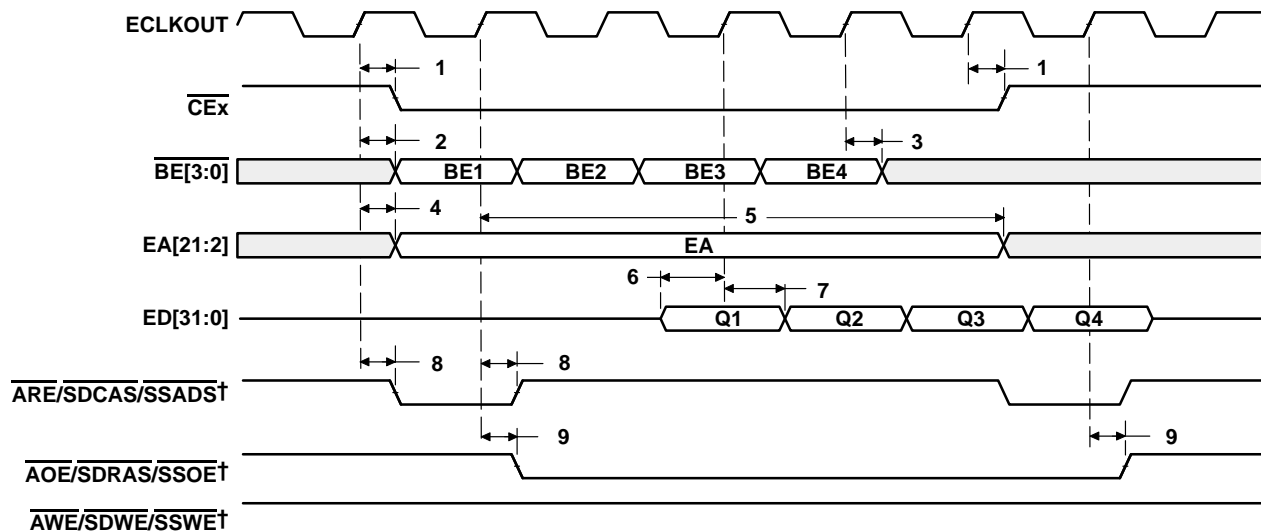 ECLKOUT
1 1
CEx
2 3
BE[3:0] BE1 BE2 BE3 BE4
4 5
EA[21:2] EA
6 7
ED[31:0] Q1 Q2 Q3 Q4
8 8
ARE/SDCAS/SSADS†
9 9
AOE/SDRAS/SSOE†
AWE/SDWE/SSWE†